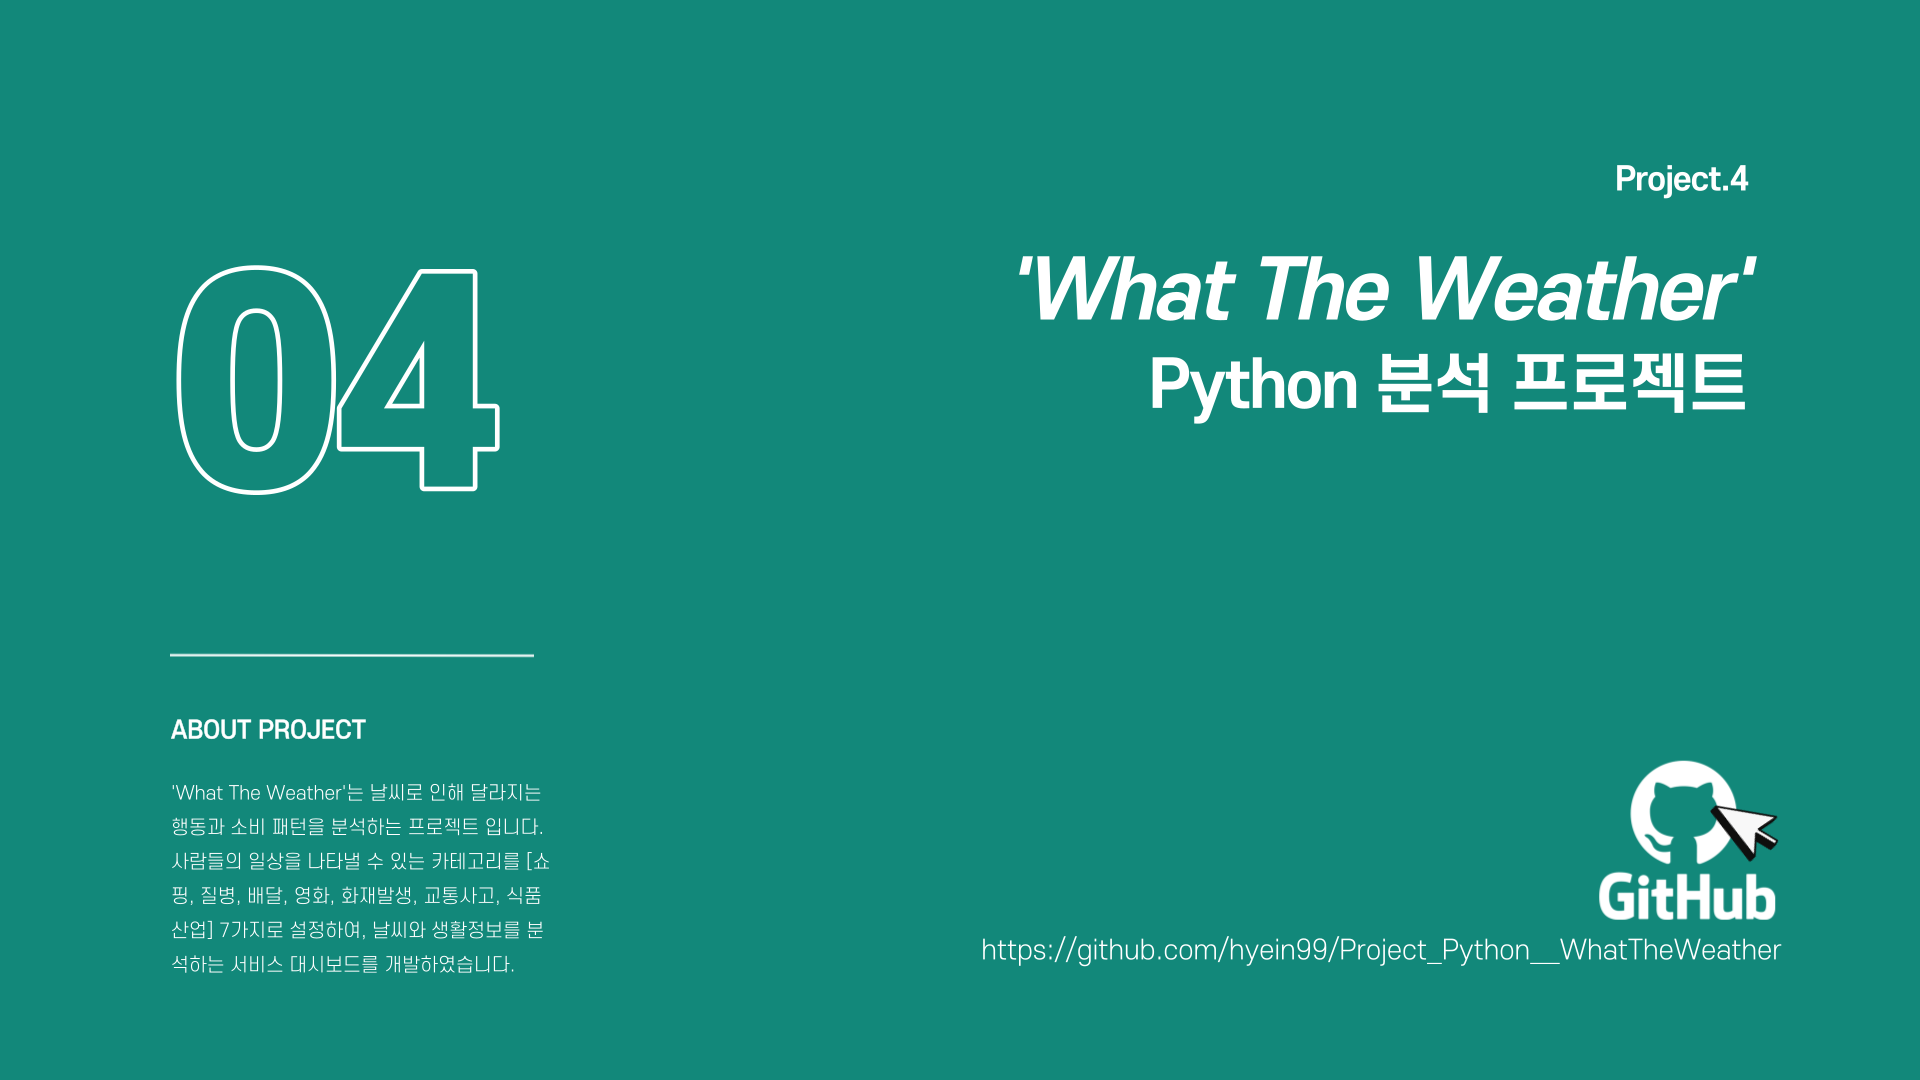 Project.4
'What The Weather'
Python 분석 프로젝트
04
ABOUT PROJECT
'What The Weather'는 날씨로 인해 달라지는
행동과 소비 패턴을 분석하는 프로젝트 입니다.
사람들의 일상을 나타낼 수 있는 카테고리를 [쇼
핑, 질병, 배달, 영화, 화재발생, 교통사고, 식품
산업] 7가지로 설정하여, 날씨와 생활정보를 분
석하는 서비스 대시보드를 개발하였습니다.
GitHub
https://github.com/hyein99/Project_Python__WhatTheWeather